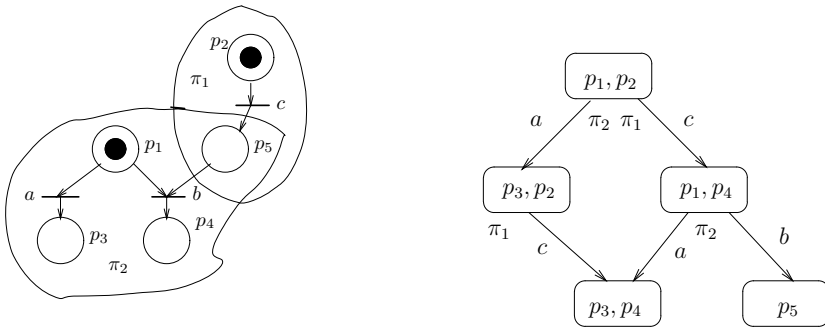 p₂
π₁
c
p₁
p₅
a
b
p₃
p₄
π₂
p₁, p₂
a
π₂ π₁
c
p₃, p₂
p₁, p₄
π₁
c
π₂
a
b
p₃, p₄
p₅